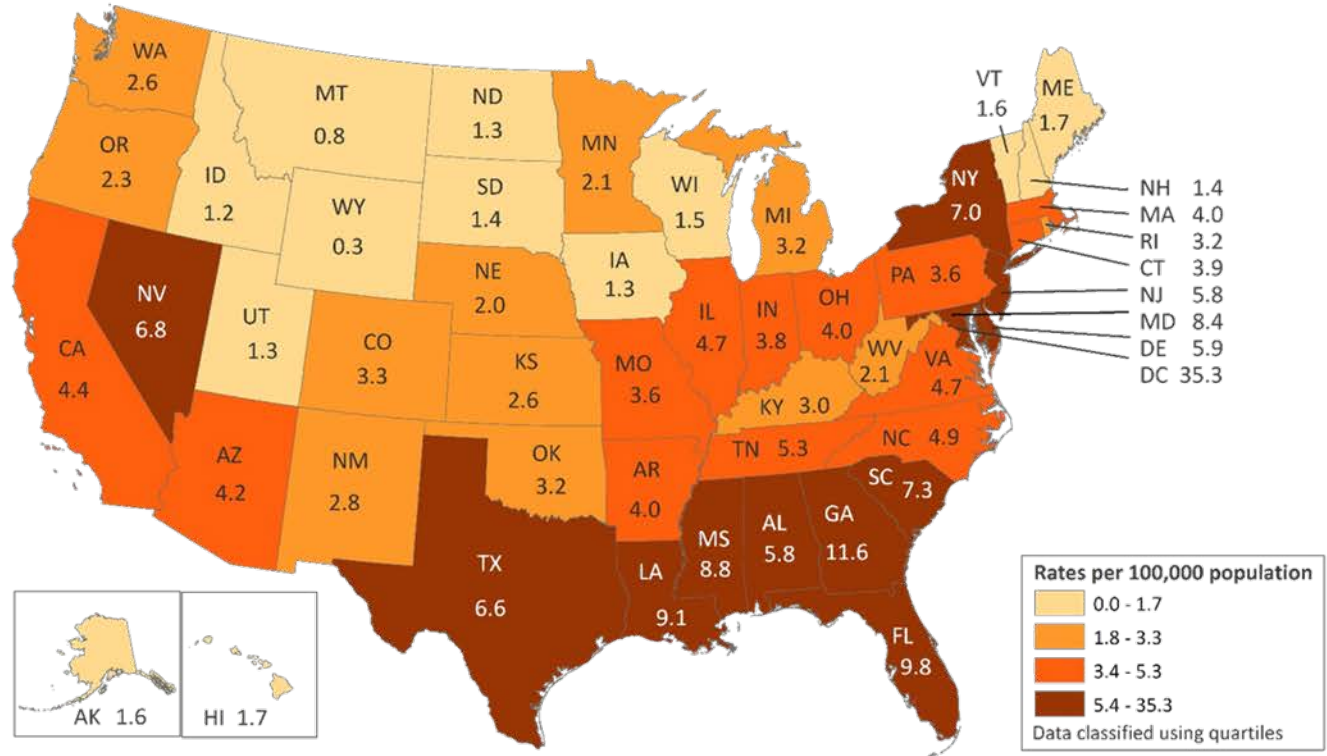 WA
2.6
MT
0.8
ND
1.3
MN
2.1
VT
1.6
ME
1.7
OR
2.3
ID
1.2
WY
0.3
SD
1.4
WI
1.5
MI
3.2
NY
7.0
NH 1.4
MA 4.0
RI 3.2
CT 3.9
NJ 5.8
MD 8.4
DE 5.9
DC 35.3
NV
6.8
UT
1.3
NE
2.0
IA
1.3
IL
4.7
IN
3.8
OH
4.0
PA 3.6
CA
4.4
CO
3.3
KS
2.6
MO
3.6
KY 3.0
WV
2.1
VA
4.7
AZ
4.2
NM
2.8
OK
3.2
AR
4.0
TN 5.3
NC 4.9
SC
7.3
TX
6.6
LA
9.1
MS
8.8
AL
5.8
GA
11.6
FL
9.8
AK 1.6
HI 1.7
Rates per 100,000 population
0.0 - 1.7
1.8 - 3.3
3.4 - 5.3
5.4 - 35.3
Data classified using quartiles